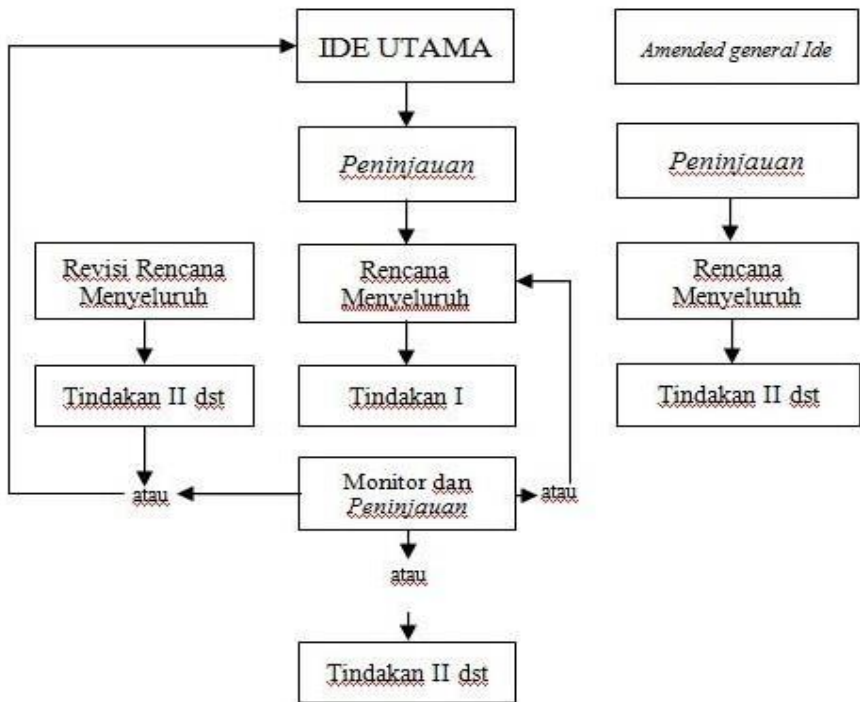 IDE UTAMA
Amended general Ide
Peninjauan
Peninjauan
Revisi Rencana
Menyeluruh
Rencana
Menyeluruh
Rencana
Menyeluruh
Tindakan II dst
Tindakan I
Tindakan II dst
atau
Monitor dan
Peninjauan
atau
atau
Tindakan II dst